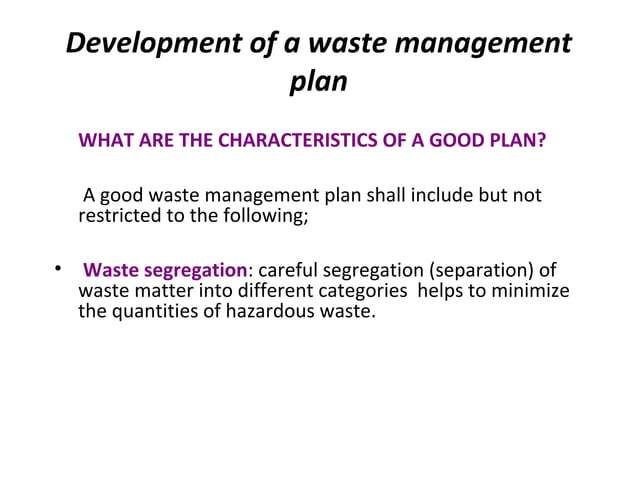 Development of a waste management
plan
WHAT ARE THE CHARACTERISTICS OF A GOOD PLAN?
A good waste management plan shall include but not
restricted to the following;
• Waste segregation: careful segregation (separation) of
waste matter into different categories  helps to minimize
the quantities of hazardous waste.